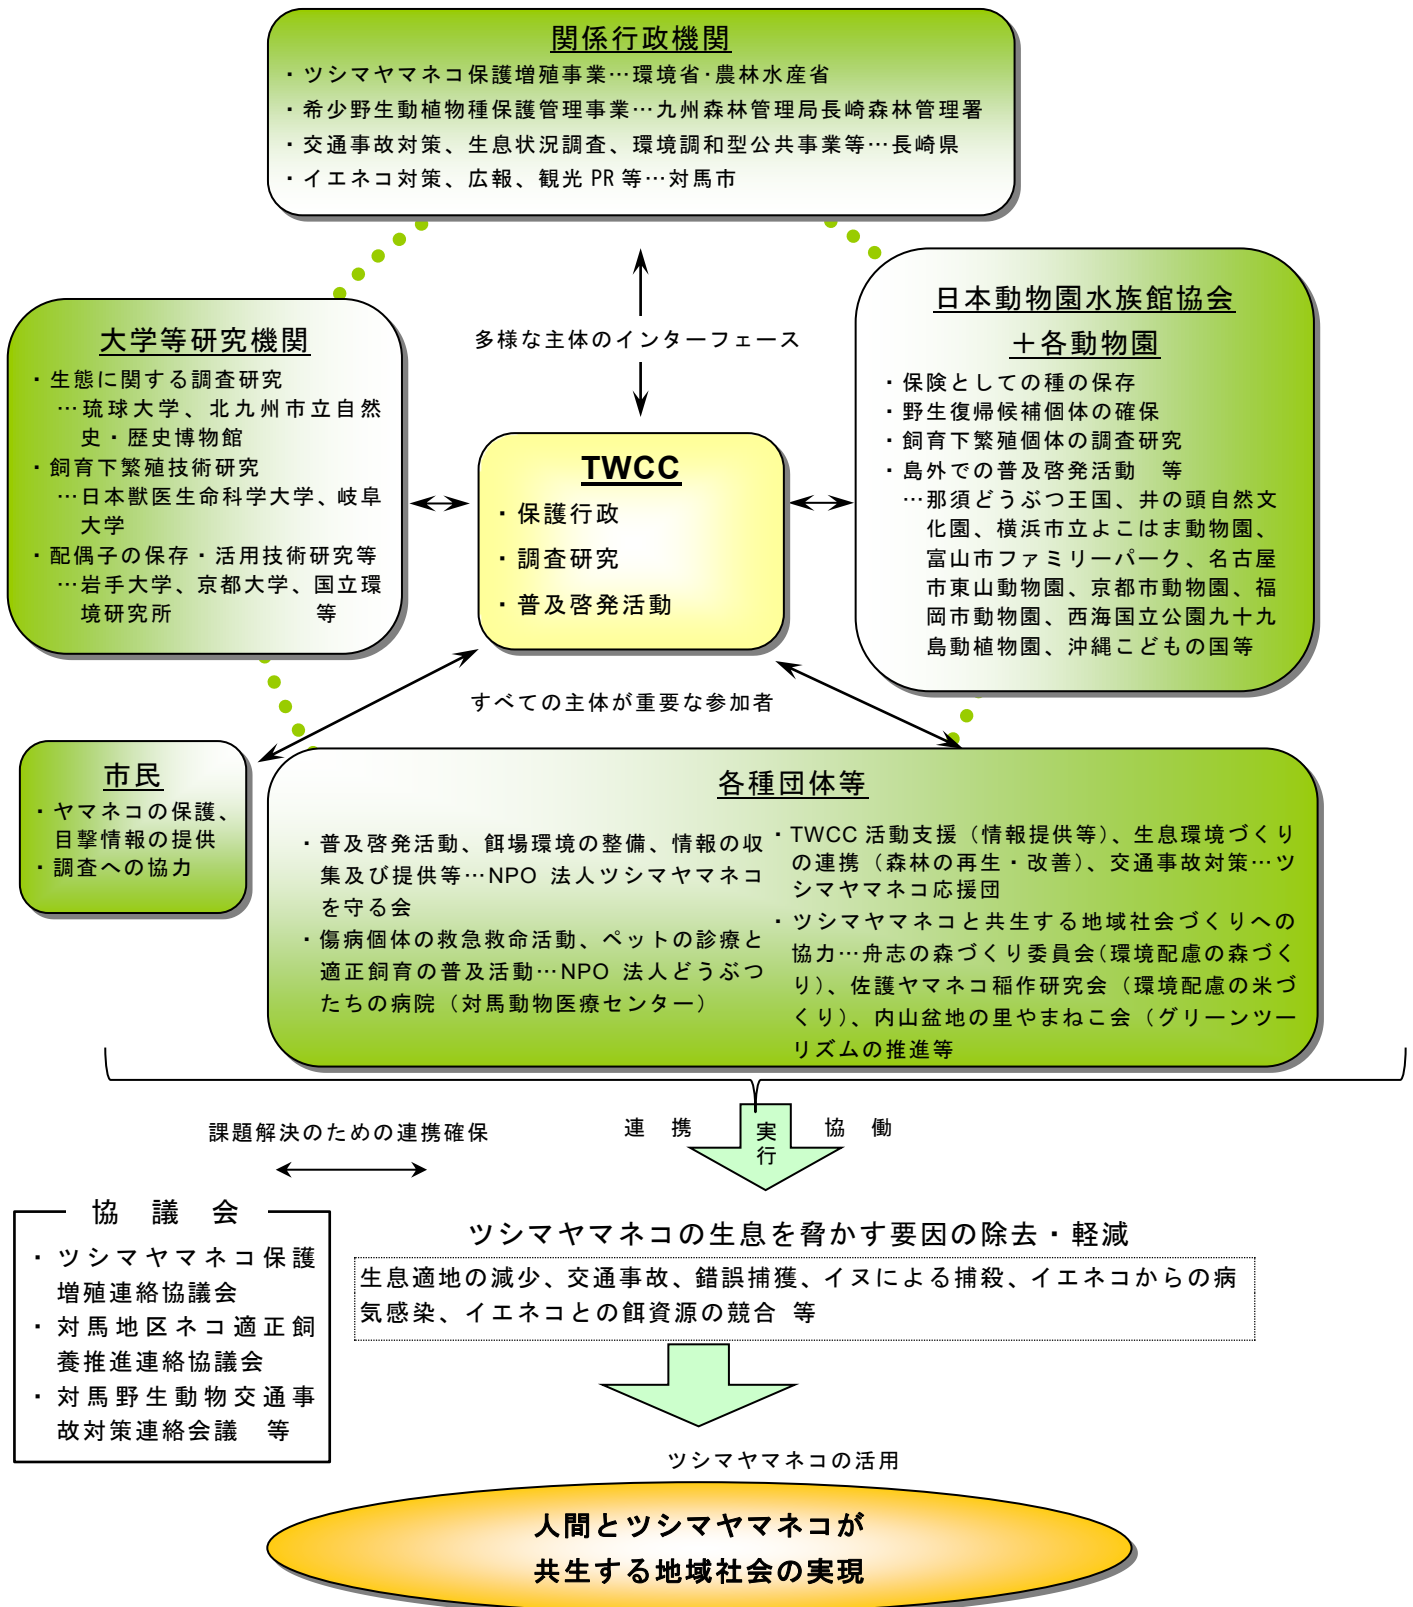 関係行政機関
・ツシマヤマネコ保護増殖事業…環境省・農林水産省
・希少野生動植物種保護管理事業…九州森林管理局長崎森林管理署
・交通事故対策、生息状況調査、環境調和型公共事業等…長崎県
・イエネコ対策、広報、観光 PR 等…対馬市
多様な主体のインターフェース
大学等研究機関
・生態に関する調査研究
…琉球大学、北九州市立自然
史・歴史博物館
・飼育下繁殖技術研究
…日本獣医生命科学大学、岐阜
大学
・配偶子の保存・活用技術研究等
…岩手大学、京都大学、国立環
境研究所　　　　　等
TWCC
・保護行政
・調査研究
・普及啓発活動
日本動物園水族館協会
＋各動物園
・保険としての種の保存
・野生復帰候補個体の確保
・飼育下繁殖個体の調査研究
・島外での普及啓発活動　等
…那須どうぶつ王国、井の頭自然文
化園、横浜市立よこはま動物園、
富山市ファミリーパーク、名古屋
市東山動物園、京都市動物園、福
岡市動物園、西海国立公園九十九
島動植物園、沖縄こどもの国等
すべての主体が重要な参加者
市民
・ヤマネコの保護、
目撃情報の提供
・調査への協力
各種団体等
・普及啓発活動、餌場環境の整備、情報の収
集及び提供等…NPO 法人ツシマヤマネコ
を守る会
・傷病個体の救急救命活動、ペットの診療と
適正飼育の普及活動…NPO 法人どうぶつ
たちの病院（対馬動物医療センター）
・TWCC 活動支援（情報提供等）、生息環境づくり
の連携（森林の再生・改善）、交通事故対策…ツ
シマヤマネコ応援団
・ツシマヤマネコと共生する地域社会づくりへの
協力…舟志の森づくり委員会（環境配慮の森づく
り）、佐護ヤマネコ稲作研究会（環境配慮の米づ
くり）、内山盆地の里やまねこ会（グリーンツー
リズムの推進等
連　携
実
行
協　働
課題解決のための連携確保
協　議　会
・ツシマヤマネコ保護
増殖連絡協議会
・対馬地区ネコ適正飼
養推進連絡協議会
・対馬野生動物交通事
故対策連絡会議　等
ツシマヤマネコの生息を脅かす要因の除去・軽減
生息適地の減少、交通事故、錯誤捕獲、イヌによる捕殺、イエネコからの病
気感染、イエネコとの餌資源の競合 等
ツシマヤマネコの活用
人間とツシマヤマネコが
共生する地域社会の実現